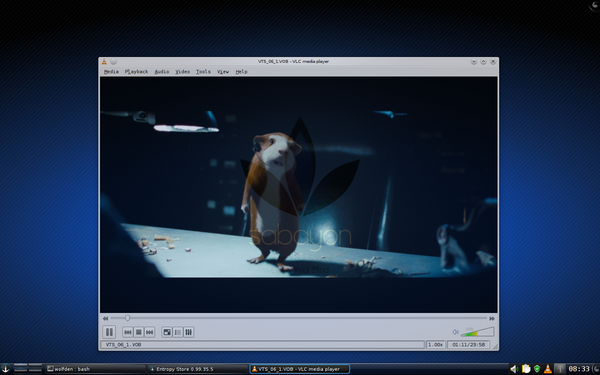 VTS_06_1.VOB - VLC media player
Media Playback Audio Video Tools View Help
sabayon
VTS_06_1.VOB 1.00x 01:11/23:58
wolfden : bash Entropy Store 0.99.35.5 VTS_06_1.VOB - VLC media player 08:33